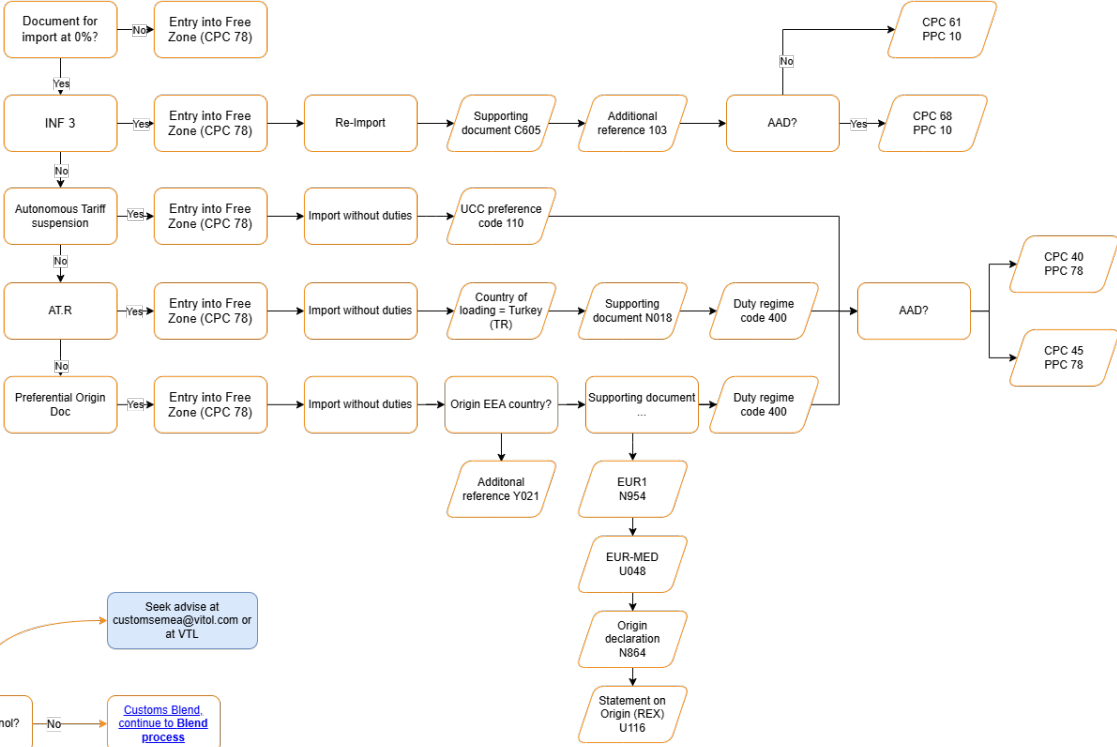 Document for
import at 0%?
No
Entry into Free
Zone (CPC 78)
CPC 61
PPC 10
Yes
No
INF 3
Yes
Entry into Free
Zone (CPC 78)
Re-Import
Supporting
document C605
Additional
reference 103
AAD?
Yes
CPC 68
PPC 10
No
Autonomous Tariff
suspension
Yes
Entry into Free
Zone (CPC 78)
Import without duties
UCC preference
code 110
No
CPC 40
PPC 78
AT.R
Yes
Entry into Free
Zone (CPC 78)
Import without duties
Country of
loading = Turkey
(TR)
Supporting
document N018
Duty regime
code 400
AAD?
No
CPC 45
PPC 78
Preferential Origin
Doc
Yes
Entry into Free
Zone (CPC 78)
Import without duties
Origin EEA country?
Supporting document
...
Duty regime
code 400
Additonal
reference Y021
EUR1
N954
EUR-MED
U048
Origin
declaration
N864
Statement on
Origin (REX)
U116
Seek advise at
customsemea@vitol.com or
at VTL
nol?
No
Customs Blend,
continue to Blend
process